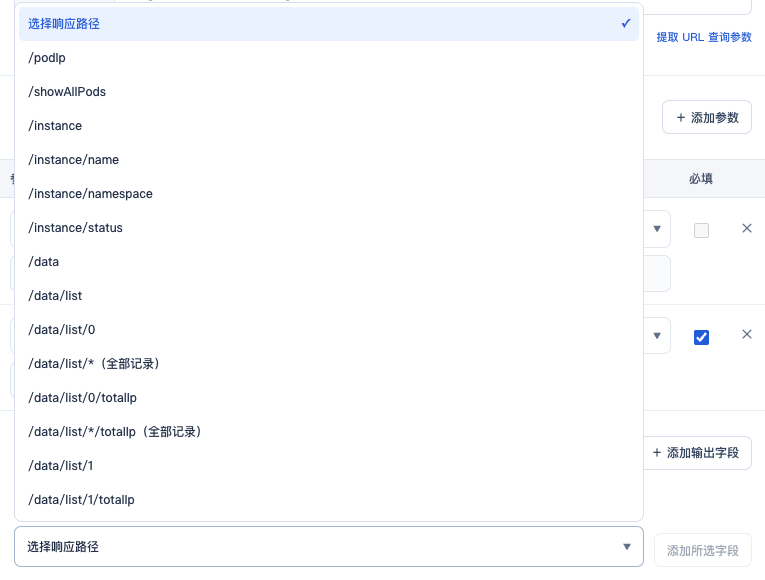 选择响应路径
提取 URL 查询参数
/podIp
/showAllPods
/instance
+ 添加参数
/instance/name
必填
/instance/namespace
/instance/status
/data
/data/list
/data/list/0
/data/list/*（全部记录）
/data/list/0/totalIp
/data/list/*/totalIp（全部记录）
+ 添加输出字段
/data/list/1
/data/list/1/totalIp
选择响应路径
添加所选字段